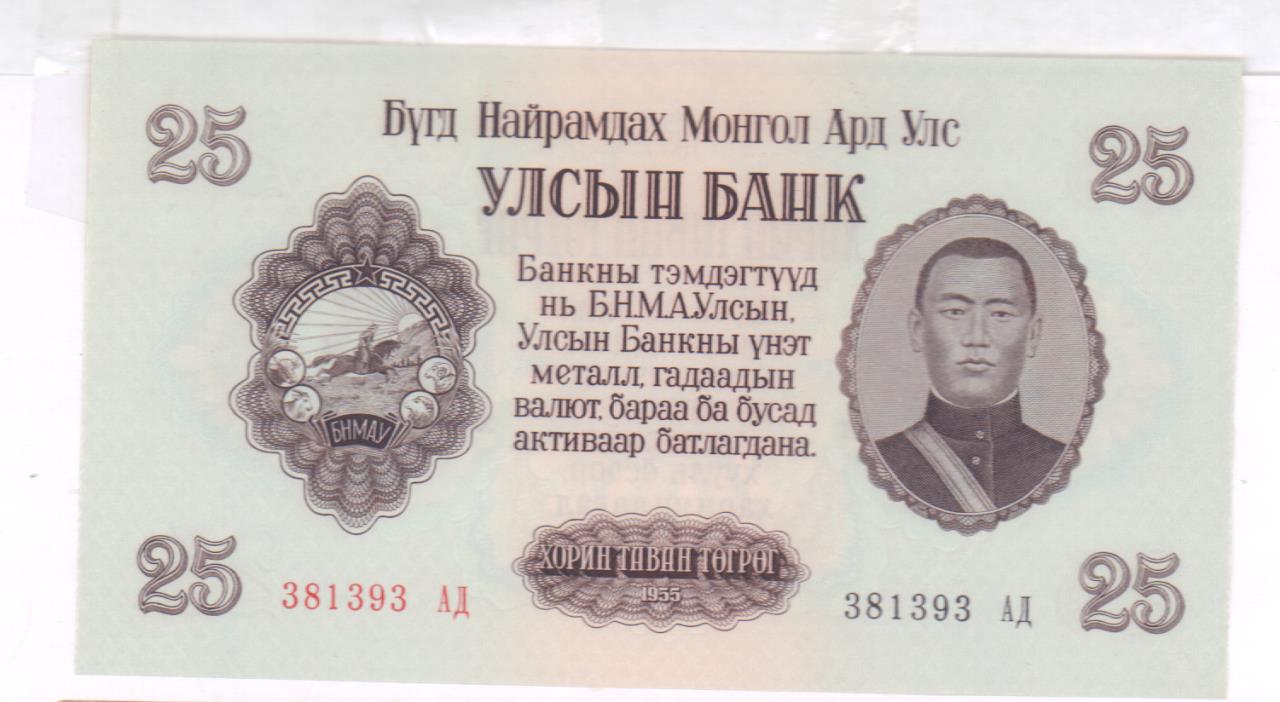 25
Бүгд Найрамдах Монгол Ард Улс
25
УЛСЫН БАНК
Банкны тэмдэгтүүд
нь Б.Н.М.А.Улсын,
Улсын Банкны үнэт
металл, гадаадын
валют, бараа ба бусад
активаар батлагдана.
БНМАУ
25
381393 АД
ХОРИН ТАВАН ТӨГРӨГ
1955
381393 АД
25